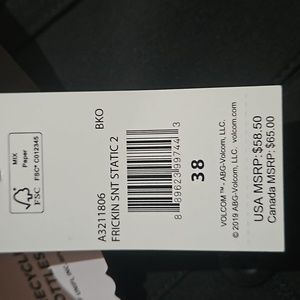 MIX
Paper
FSC® C012345
FSC
A3211806 BKO
FRICKIN SNT STATIC 2
8 89623 99744 3
38
VOLCOM™ - ABG-Volcom, LLC.
© 2019 ABG-Volcom, LLC. volcom.com
USA MSRP: $58.50
Canada MSRP: $65.00